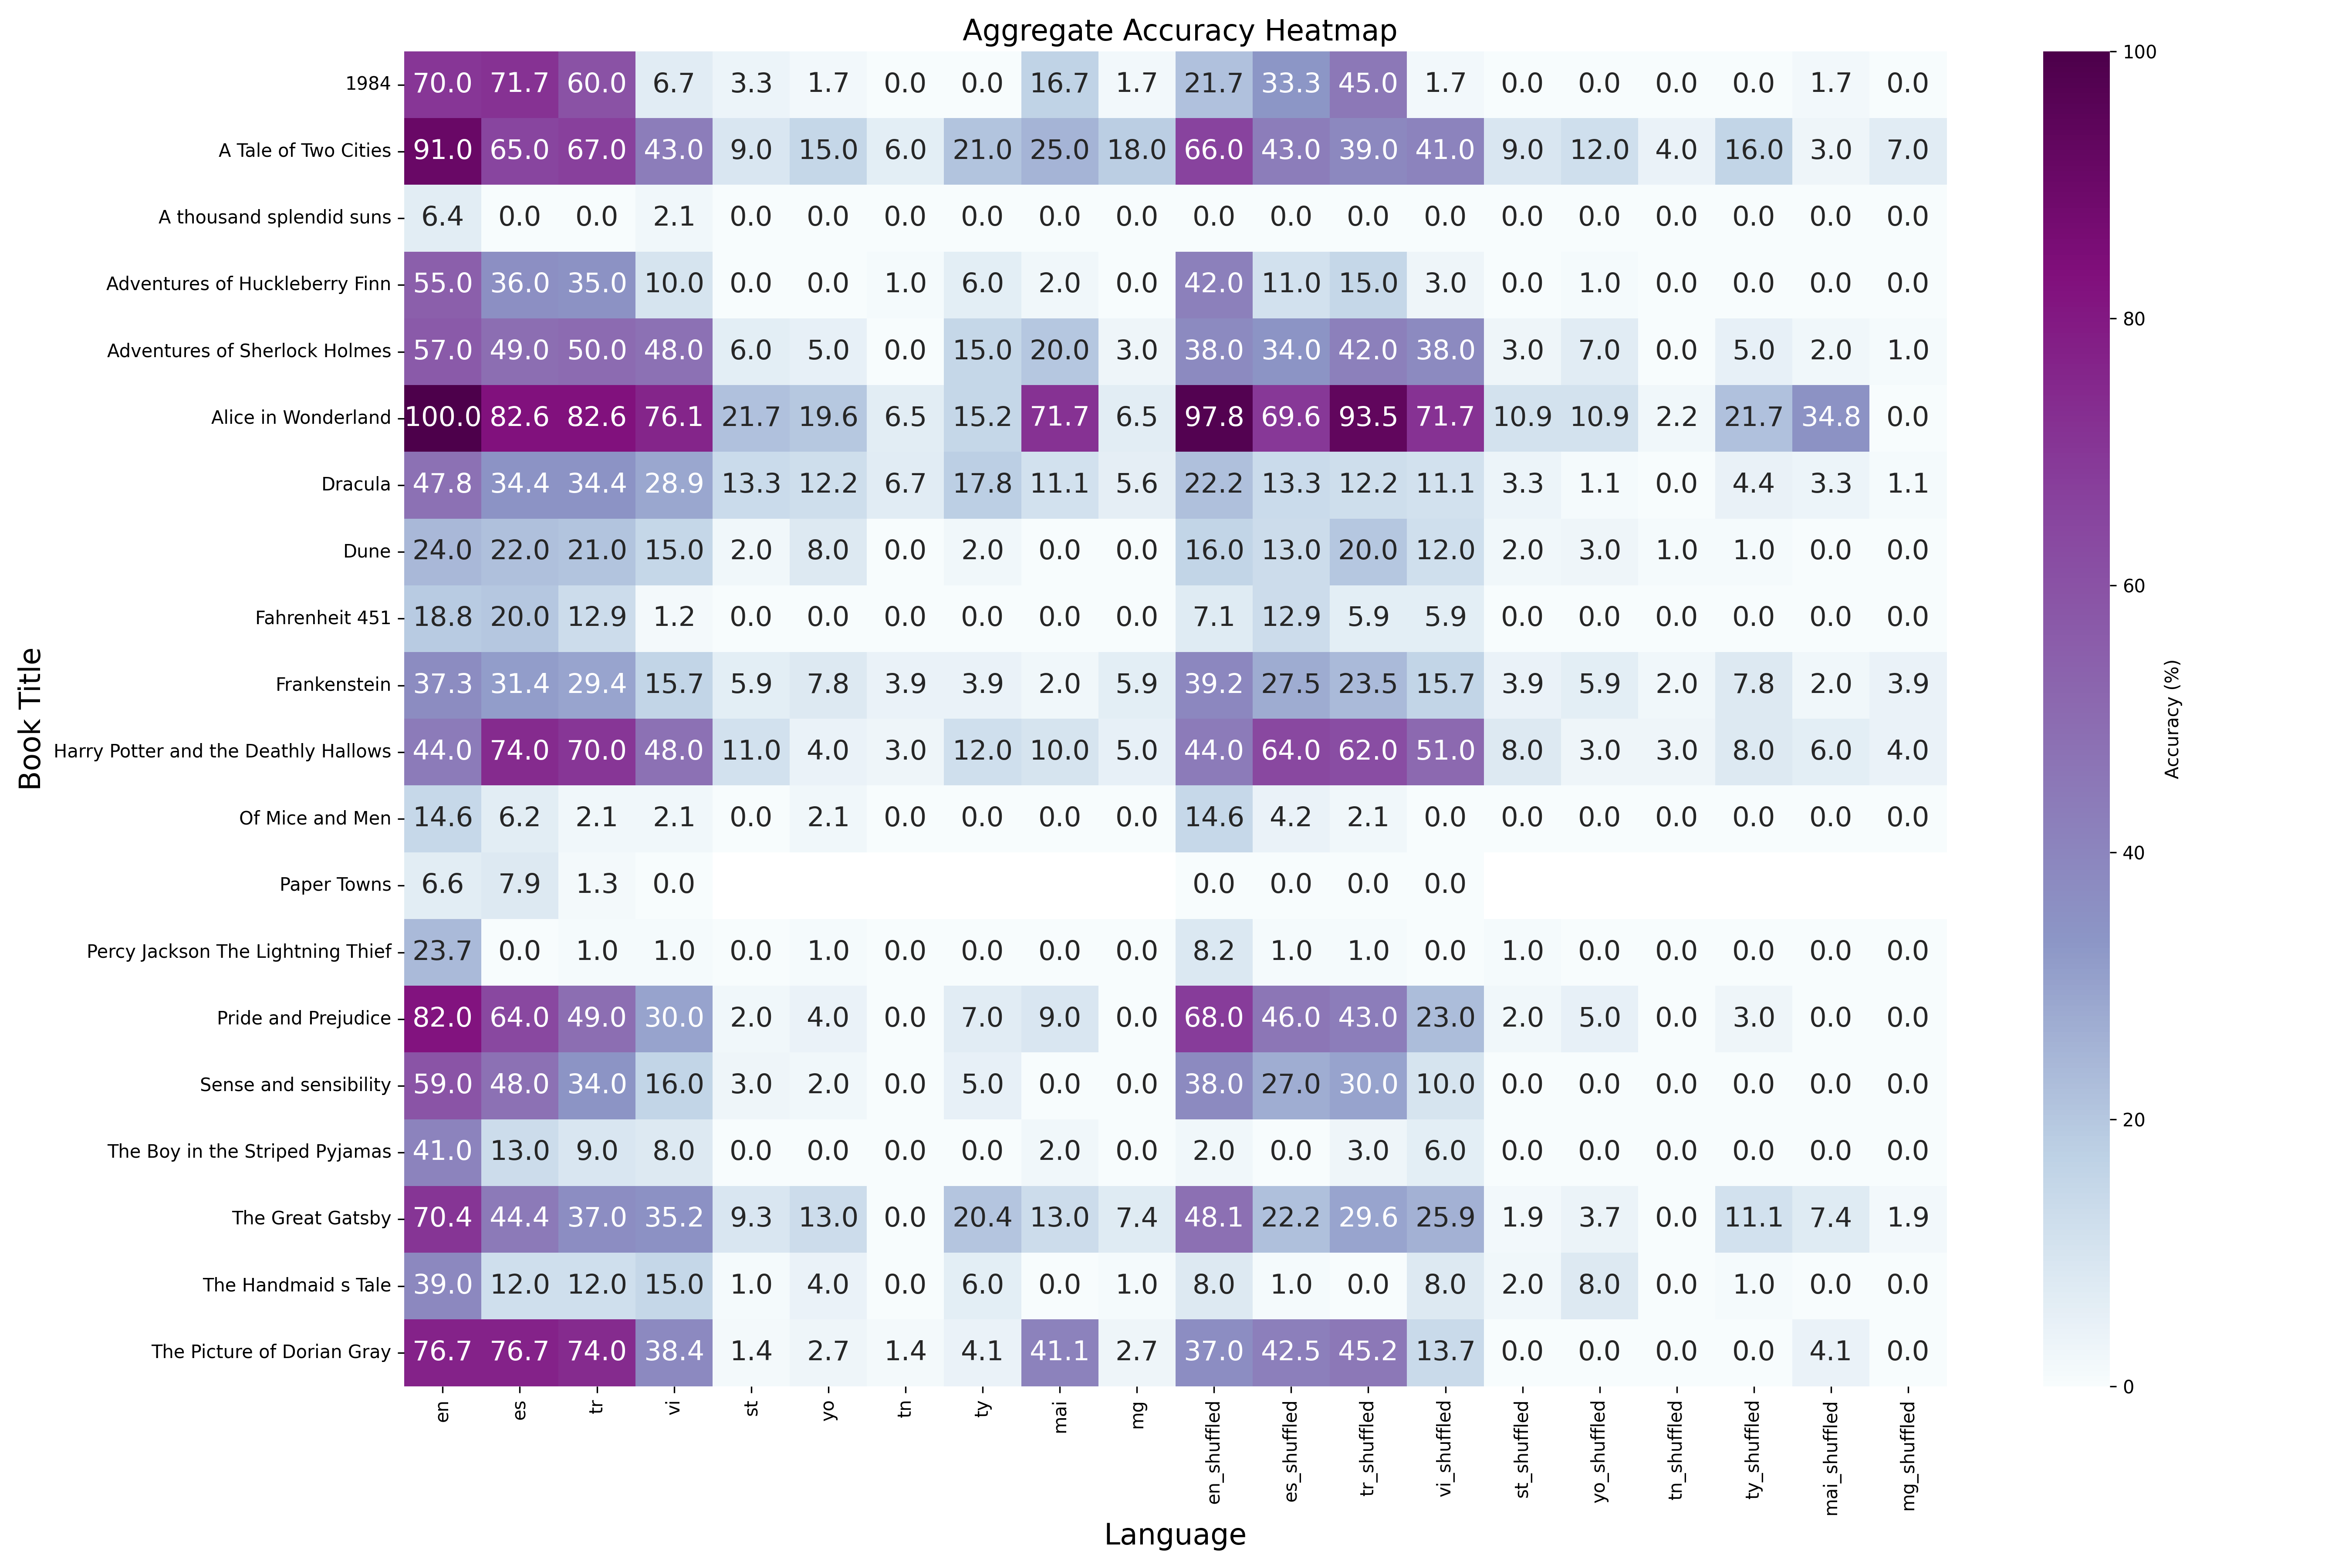 Aggregate Accuracy Heatmap
1984 70.0 71.7 60.0 6.7 3.3 1.7 0.0 0.0 16.7 1.7 21.7 33.3 45.0 1.7 0.0 0.0 0.0 0.0 1.7 0.0
A Tale of Two Cities 91.0 65.0 67.0 43.0 9.0 15.0 6.0 21.0 25.0 18.0 66.0 43.0 39.0 41.0 9.0 12.0 4.0 16.0 3.0 7.0
A thousand splendid suns 6.4 0.0 0.0 2.1 0.0 0.0 0.0 0.0 0.0 0.0 0.0 0.0 0.0 0.0 0.0 0.0 0.0 0.0 0.0 0.0
Adventures of Huckleberry Finn 55.0 36.0 35.0 10.0 0.0 0.0 1.0 6.0 2.0 0.0 42.0 11.0 15.0 3.0 0.0 1.0 0.0 0.0 0.0 0.0
Adventures of Sherlock Holmes 57.0 49.0 50.0 48.0 6.0 5.0 0.0 15.0 20.0 3.0 38.0 34.0 42.0 38.0 3.0 7.0 0.0 5.0 2.0 1.0
Alice in Wonderland 100.0 82.6 82.6 76.1 21.7 19.6 6.5 15.2 71.7 6.5 97.8 69.6 93.5 71.7 10.9 10.9 2.2 21.7 34.8 0.0
Dracula 47.8 34.4 34.4 28.9 13.3 12.2 6.7 17.8 11.1 5.6 22.2 13.3 12.2 11.1 3.3 1.1 0.0 4.4 3.3 1.1
Dune 24.0 22.0 21.0 15.0 2.0 8.0 0.0 2.0 0.0 0.0 16.0 13.0 20.0 12.0 2.0 3.0 1.0 1.0 0.0 0.0
Fahrenheit 451 18.8 20.0 12.9 1.2 0.0 0.0 0.0 0.0 0.0 0.0 7.1 12.9 5.9 5.9 0.0 0.0 0.0 0.0 0.0 0.0
Frankenstein 37.3 31.4 29.4 15.7 5.9 7.8 3.9 3.9 2.0 5.9 39.2 27.5 23.5 15.7 3.9 5.9 2.0 7.8 2.0 3.9
Harry Potter and the Deathly Hallows 44.0 74.0 70.0 48.0 11.0 4.0 3.0 12.0 10.0 5.0 44.0 64.0 62.0 51.0 8.0 3.0 3.0 8.0 6.0 4.0
Of Mice and Men 14.6 6.2 2.1 2.1 0.0 2.1 0.0 0.0 0.0 0.0 14.6 4.2 2.1 0.0 0.0 0.0 0.0 0.0 0.0 0.0
Paper Towns 6.6 7.9 1.3 0.0 0.0 0.0 0.0 0.0
Percy Jackson The Lightning Thief 23.7 0.0 1.0 1.0 0.0 1.0 0.0 0.0 0.0 0.0 8.2 1.0 1.0 0.0 1.0 0.0 0.0 0.0 0.0 0.0
Pride and Prejudice 82.0 64.0 49.0 30.0 2.0 4.0 0.0 7.0 9.0 0.0 68.0 46.0 43.0 23.0 2.0 5.0 0.0 3.0 0.0 0.0
Sense and sensibility 59.0 48.0 34.0 16.0 3.0 2.0 0.0 5.0 0.0 0.0 38.0 27.0 30.0 10.0 0.0 0.0 0.0 0.0 0.0 0.0
The Boy in the Striped Pyjamas 41.0 13.0 9.0 8.0 0.0 0.0 0.0 0.0 2.0 0.0 2.0 0.0 3.0 6.0 0.0 0.0 0.0 0.0 0.0 0.0
The Great Gatsby 70.4 44.4 37.0 35.2 9.3 13.0 0.0 20.4 13.0 7.4 48.1 22.2 29.6 25.9 1.9 3.7 0.0 11.1 7.4 1.9
The Handmaid s Tale 39.0 12.0 12.0 15.0 1.0 4.0 0.0 6.0 0.0 1.0 8.0 1.0 0.0 8.0 2.0 8.0 0.0 1.0 0.0 0.0
The Picture of Dorian Gray 76.7 76.7 74.0 38.4 1.4 2.7 1.4 4.1 41.1 2.7 37.0 42.5 45.2 13.7 0.0 0.0 0.0 0.0 4.1 0.0
en es tr vi st yo tn ty mai mg en_shuffled es_shuffled tr_shuffled vi_shuffled st_shuffled yo_shuffled tn_shuffled ty_shuffled mai_shuffled mg_shuffled
Language
Book Title
100
80
60
40
20
0
Accuracy (%)